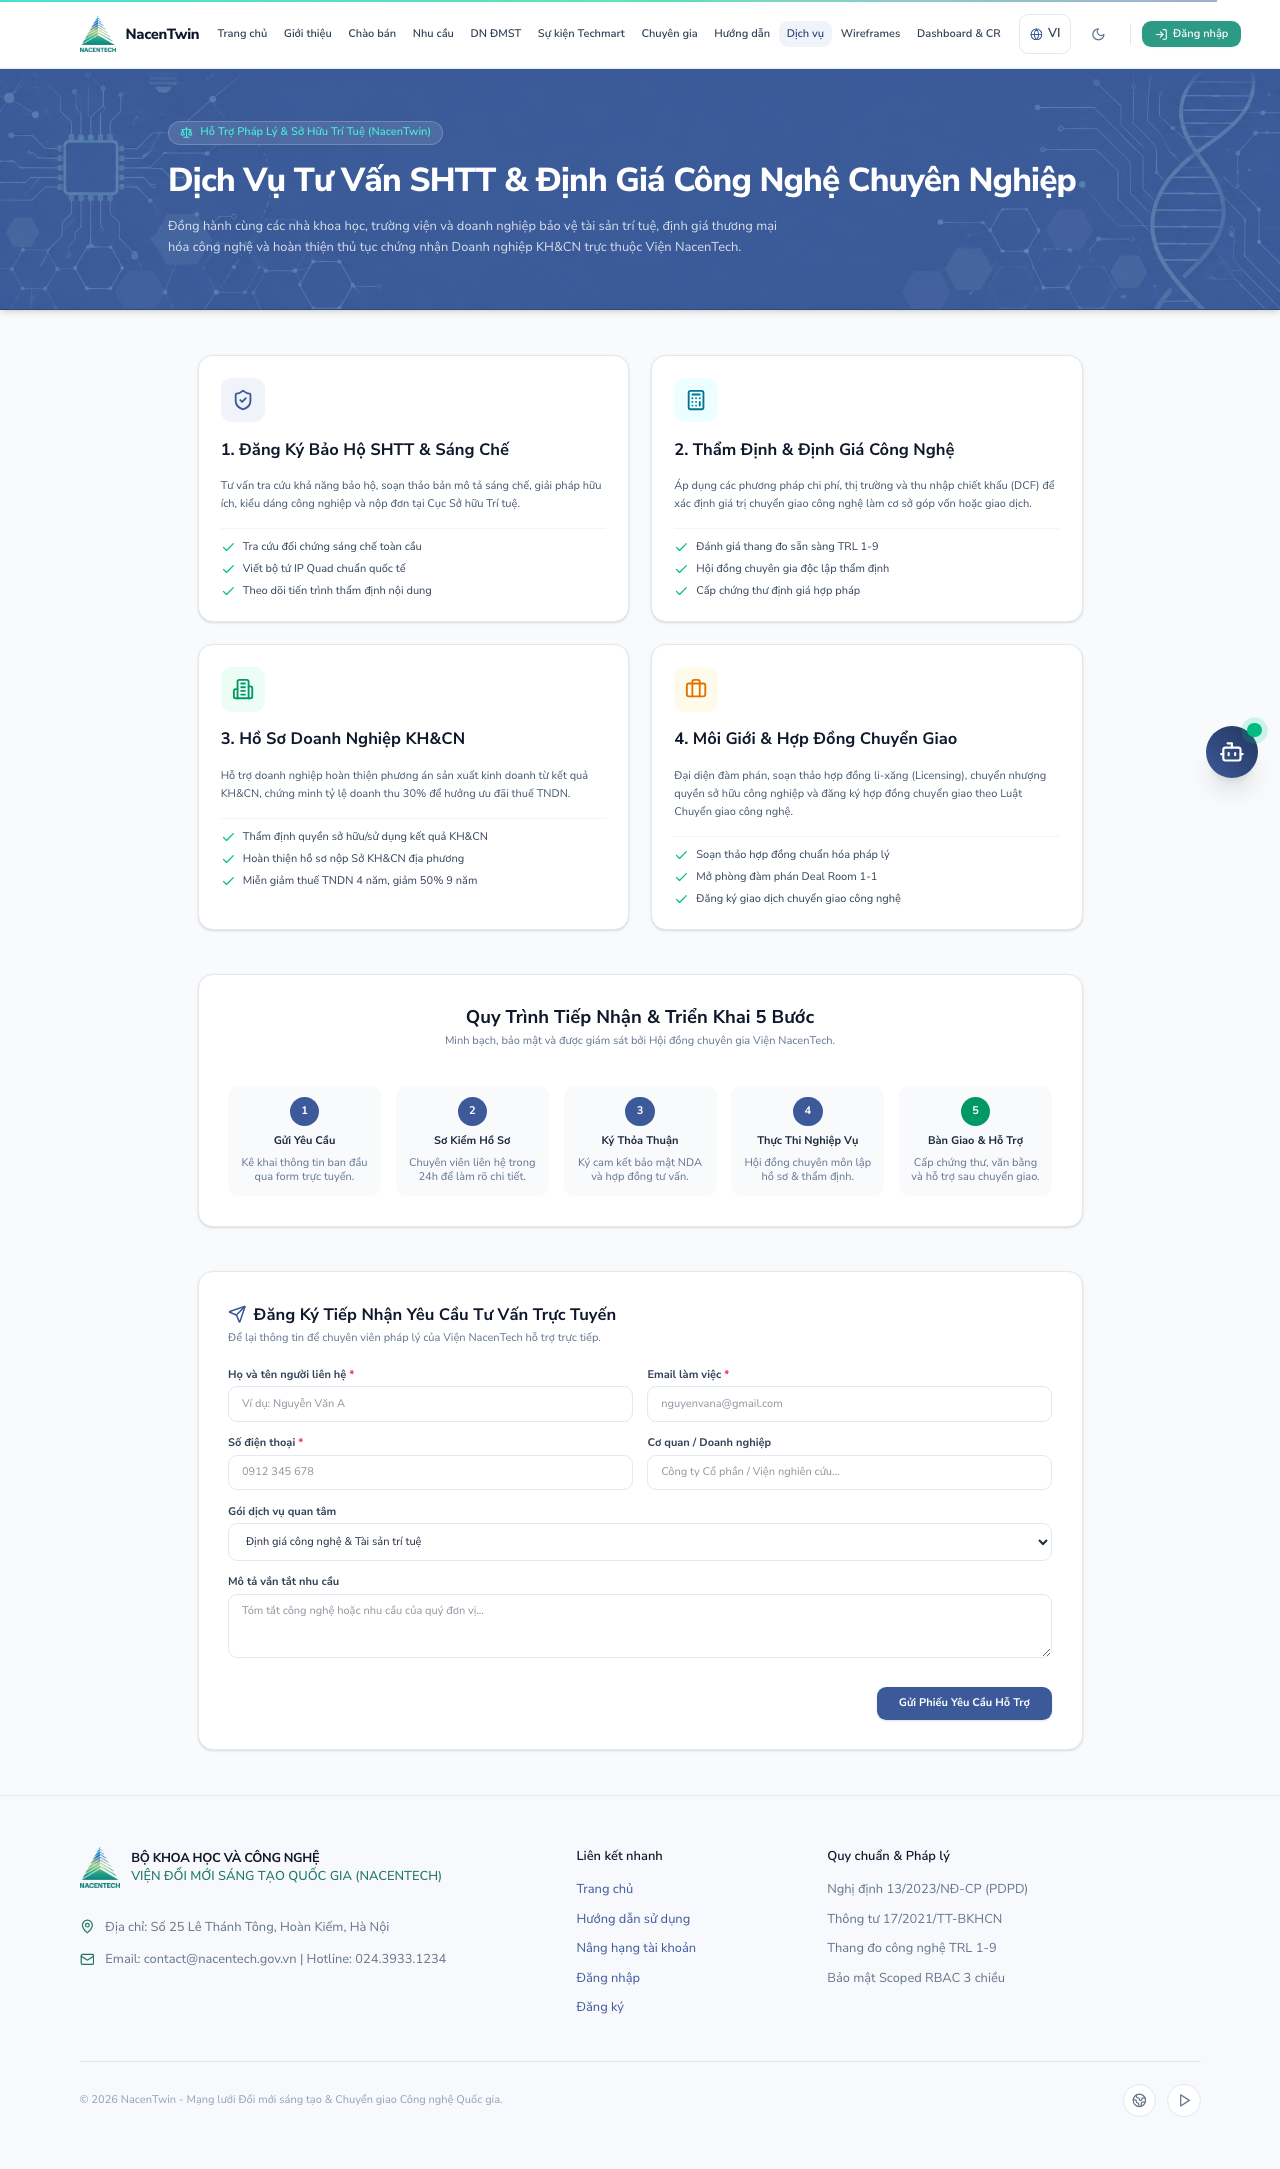 NACENTECH
NacenTwin
Trang chủ
Giới thiệu
Chào bán
Nhu cầu
DN ĐMST
Sự kiện Techmart
Chuyên gia
Hướng dẫn
Dịch vụ
Wireframes
Dashboard & CR
VI
Đăng nhập
Hỗ Trợ Pháp Lý & Sở Hữu Trí Tuệ (NacenTwin)
Dịch Vụ Tư Vấn SHTT & Định Giá Công Nghệ Chuyên Nghiệp
Đồng hành cùng các nhà khoa học, trường viện và doanh nghiệp bảo vệ tài sản trí tuệ, định giá thương mại
hóa công nghệ và hoàn thiện thủ tục chứng nhận Doanh nghiệp KH&CN trực thuộc Viện NacenTech.
1. Đăng Ký Bảo Hộ SHTT & Sáng Chế
Tư vấn tra cứu khả năng bảo hộ, soạn thảo bản mô tả sáng chế, giải pháp hữu
ích, kiểu dáng công nghiệp và nộp đơn tại Cục Sở hữu Trí tuệ.
Tra cứu đối chứng sáng chế toàn cầu
Viết bộ tứ IP Quad chuẩn quốc tế
Theo dõi tiến trình thẩm định nội dung
2. Thẩm Định & Định Giá Công Nghệ
Áp dụng các phương pháp chi phí, thị trường và thu nhập chiết khấu (DCF) để
xác định giá trị chuyển giao công nghệ làm cơ sở góp vốn hoặc giao dịch.
Đánh giá thang đo sẵn sàng TRL 1-9
Hội đồng chuyên gia độc lập thẩm định
Cấp chứng thư định giá hợp pháp
3. Hồ Sơ Doanh Nghiệp KH&CN
Hỗ trợ doanh nghiệp hoàn thiện phương án sản xuất kinh doanh từ kết quả
KH&CN, chứng minh tỷ lệ doanh thu 30% để hưởng ưu đãi thuế TNDN.
Thẩm định quyền sở hữu/sử dụng kết quả KH&CN
Hoàn thiện hồ sơ nộp Sở KH&CN địa phương
Miễn giảm thuế TNDN 4 năm, giảm 50% 9 năm
4. Môi Giới & Hợp Đồng Chuyển Giao
Đại diện đàm phán, soạn thảo hợp đồng li-xăng (Licensing), chuyển nhượng
quyền sở hữu công nghiệp và đăng ký hợp đồng chuyển giao theo Luật
Chuyển giao công nghệ.
Soạn thảo hợp đồng chuẩn hóa pháp lý
Mở phòng đàm phán Deal Room 1-1
Đăng ký giao dịch chuyển giao công nghệ
Quy Trình Tiếp Nhận & Triển Khai 5 Bước
Minh bạch, bảo mật và được giám sát bởi Hội đồng chuyên gia Viện NacenTech.
1
Gửi Yêu Cầu
Kê khai thông tin ban đầu
qua form trực tuyến.
2
Sơ Kiểm Hồ Sơ
Chuyên viên liên hệ trong
24h để làm rõ chi tiết.
3
Ký Thỏa Thuận
Ký cam kết bảo mật NDA
và hợp đồng tư vấn.
4
Thực Thi Nghiệp Vụ
Hội đồng chuyên môn lập
hồ sơ & thẩm định.
5
Bàn Giao & Hỗ Trợ
Cấp chứng thư, văn bằng
và hỗ trợ sau chuyển giao.
Đăng Ký Tiếp Nhận Yêu Cầu Tư Vấn Trực Tuyến
Để lại thông tin để chuyên viên pháp lý của Viện NacenTech hỗ trợ trực tiếp.
Họ và tên người liên hệ *
Ví dụ: Nguyễn Văn A
Email làm việc *
nguyenvana@gmail.com
Số điện thoại *
0912 345 678
Cơ quan / Doanh nghiệp
Công ty Cổ phần / Viện nghiên cứu...
Gói dịch vụ quan tâm
Định giá công nghệ & Tài sản trí tuệ
Mô tả vắn tắt nhu cầu
Tóm tắt công nghệ hoặc nhu cầu của quý đơn vị...
Gửi Phiếu Yêu Cầu Hỗ Trợ
NACENTECH
BỘ KHOA HỌC VÀ CÔNG NGHỆ
VIỆN ĐỔI MỚI SÁNG TẠO QUỐC GIA (NACENTECH)
Địa chỉ: Số 25 Lê Thánh Tông, Hoàn Kiếm, Hà Nội
Email: contact@nacentech.gov.vn | Hotline: 024.3933.1234
Liên kết nhanh
Trang chủ
Hướng dẫn sử dụng
Nâng hạng tài khoản
Đăng nhập
Đăng ký
Quy chuẩn & Pháp lý
Nghị định 13/2023/NĐ-CP (PDPD)
Thông tư 17/2021/TT-BKHCN
Thang đo công nghệ TRL 1-9
Bảo mật Scoped RBAC 3 chiều
© 2026 NacenTwin - Mạng lưới Đổi mới sáng tạo & Chuyển giao Công nghệ Quốc gia.